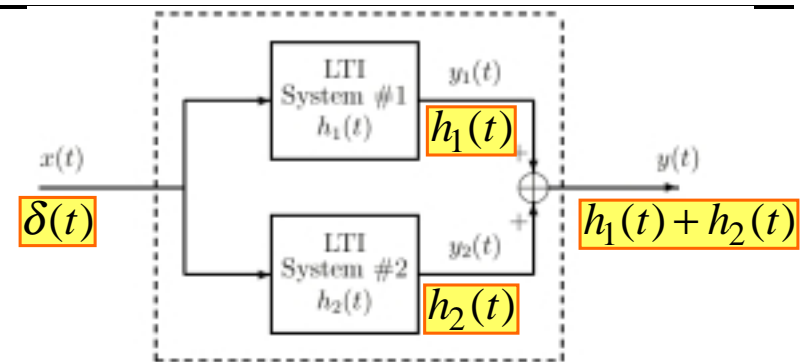 LTI
System #1
h₁(t)
y₁(t)
h₁(t)
+
x(t)
δ(t)
y(t)
h₁(t) + h₂(t)
+
LTI
System #2
h₂(t)
y₂(t)
h₂(t)